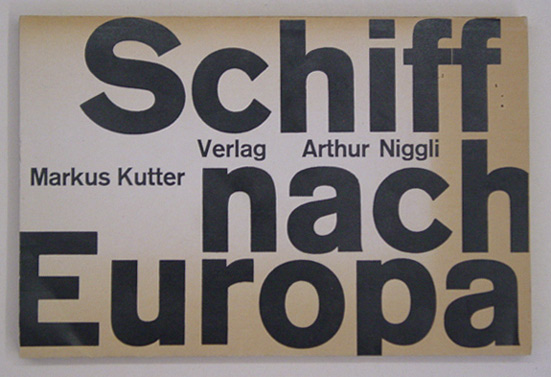 Schiff
Verlag Arthur Niggli
Markus Kutter
nach
Europa